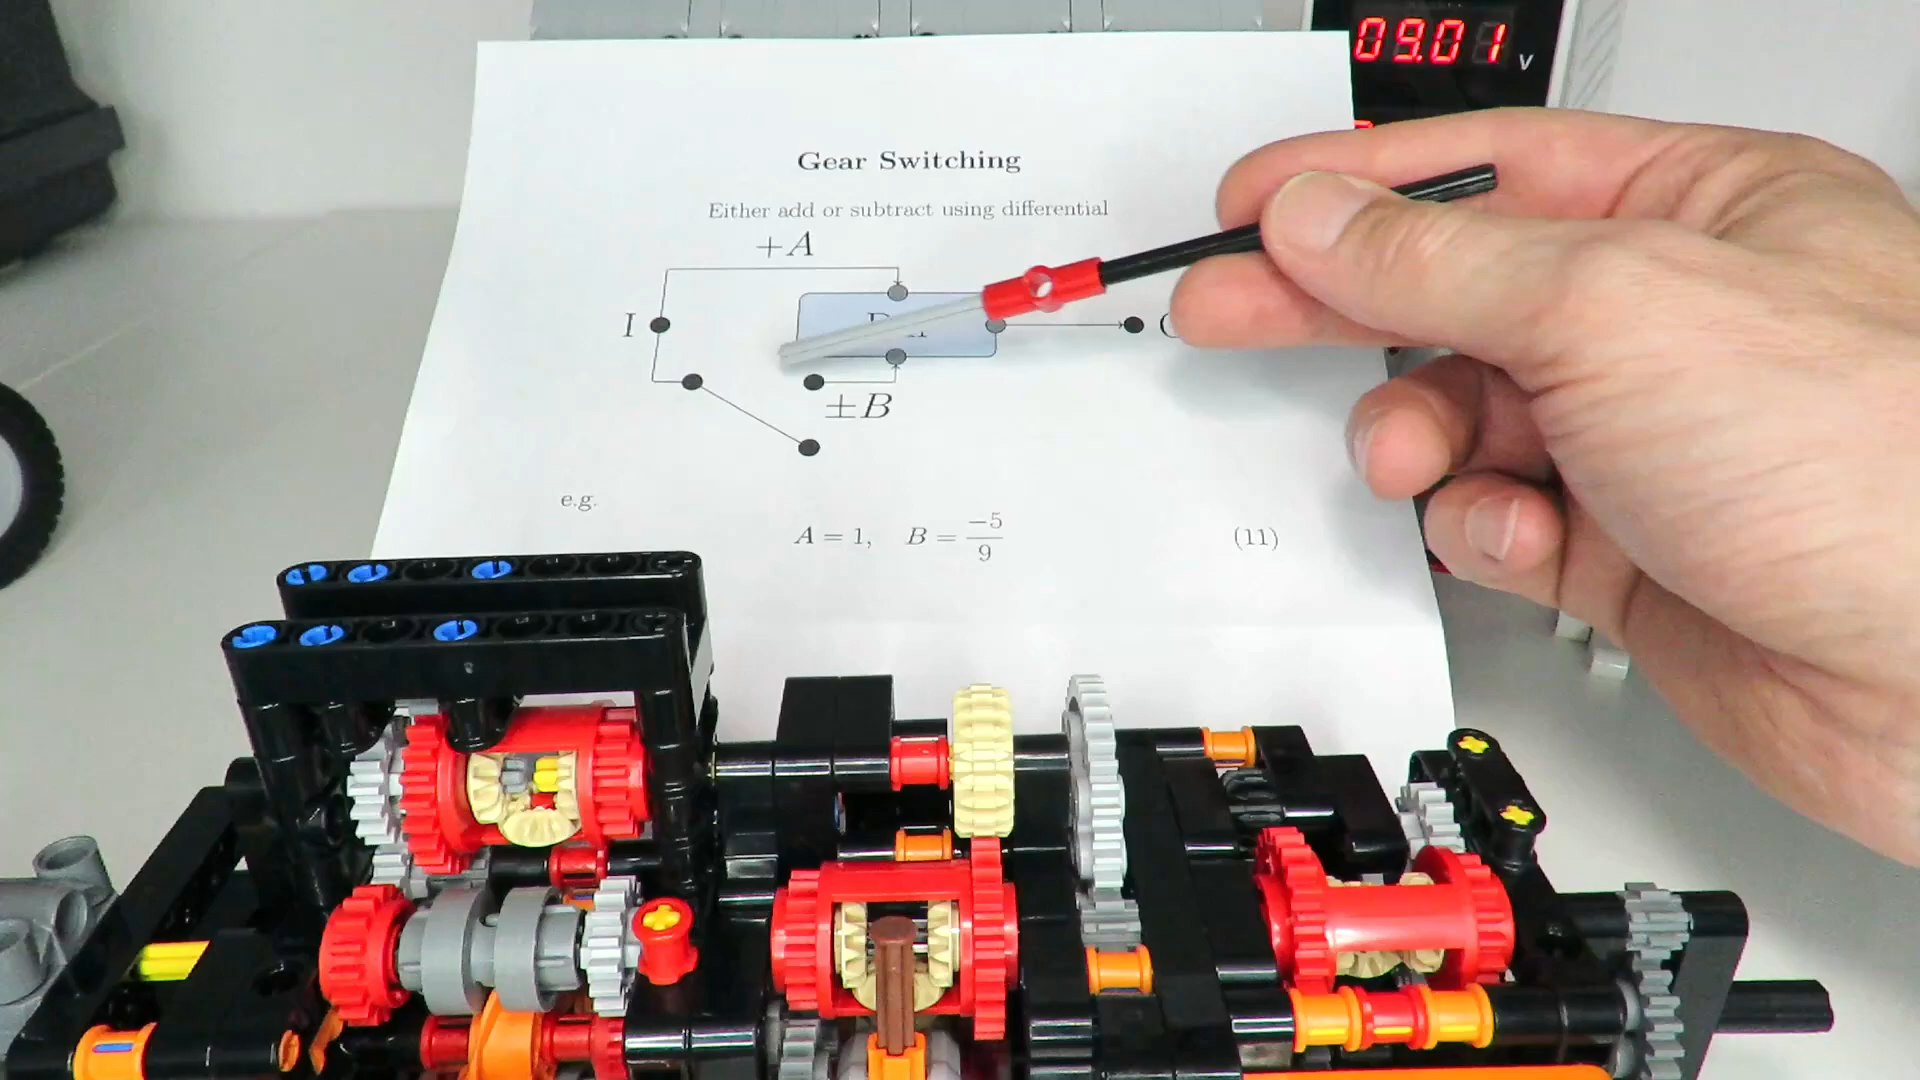 09.01 V
Gear Switching
Either add or subtract using differential
+A
I
±B
e.g.
A = 1, B = -5/9 (11)